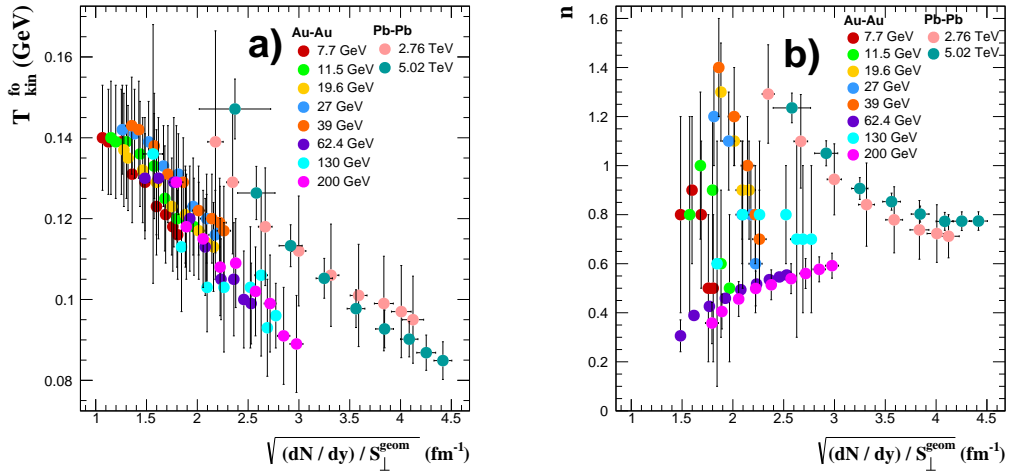 T^fo_kin (GeV)
a)
Au-Au Pb-Pb
7.7 GeV 2.76 TeV
11.5 GeV 5.02 TeV
19.6 GeV
27 GeV
39 GeV
62.4 GeV
130 GeV
200 GeV
0.16
0.14
0.12
0.1
0.08
1 1.5 2 2.5 3 3.5 4 4.5
√(dN / dy) / S^geom_⊥ (fm⁻¹)
n
b)
Au-Au Pb-Pb
7.7 GeV 2.76 TeV
11.5 GeV 5.02 TeV
19.6 GeV
27 GeV
39 GeV
62.4 GeV
130 GeV
200 GeV
1.6
1.4
1.2
1
0.8
0.6
0.4
0.2
0
1 1.5 2 2.5 3 3.5 4 4.5
√(dN / dy) / S^geom_⊥ (fm⁻¹)